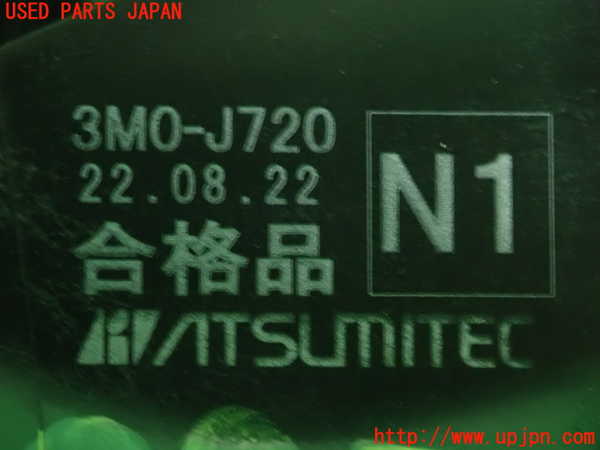 USED PARTS JAPAN
3M0-J720
22.08.22
合格品
N1
ATSUMITEC
http://www.upjpn.com